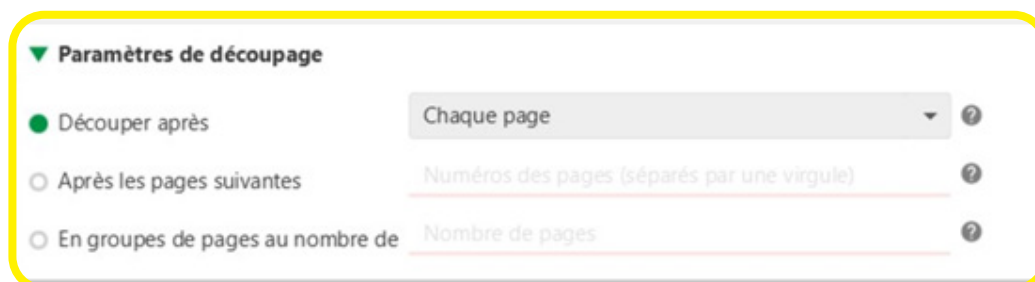 Paramètres de découpage
Découper après Chaque page
Après les pages suivantes Numéros des pages (séparés par une virgule)
En groupes de pages au nombre de Nombre de pages